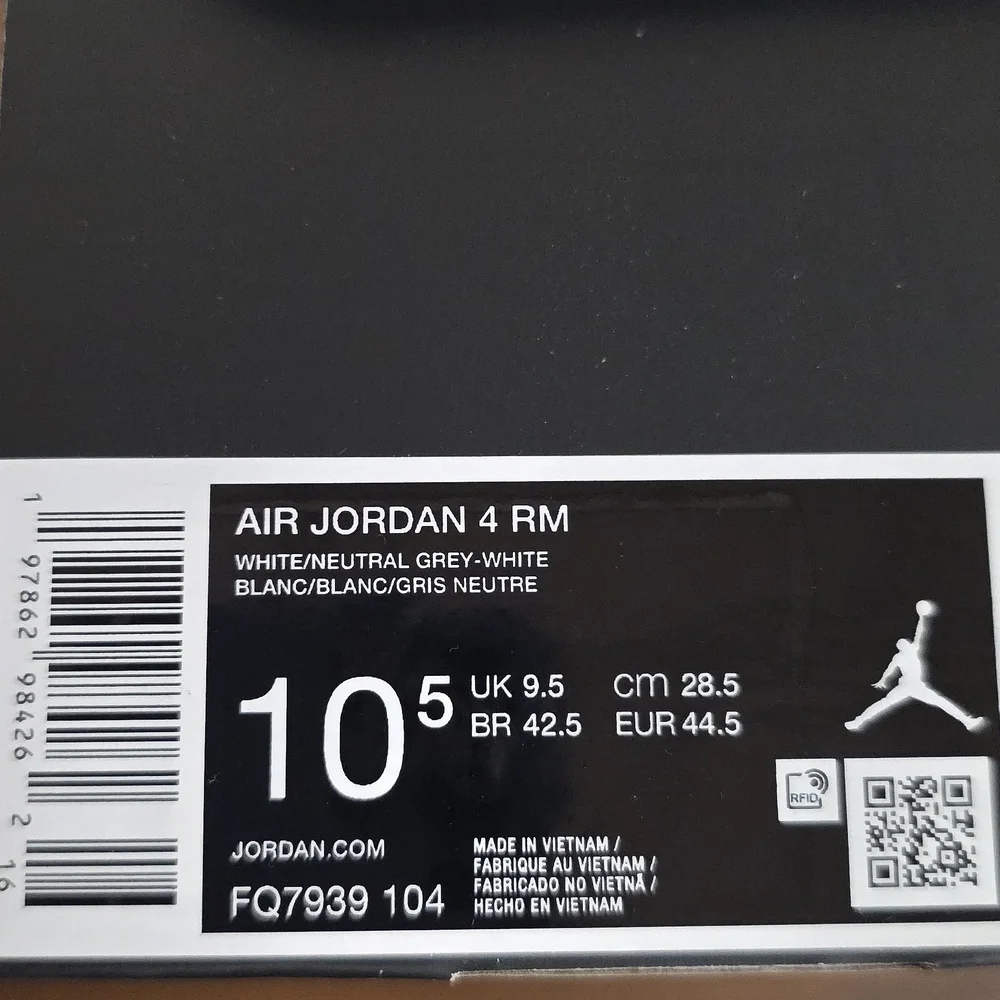 AIR JORDAN 4 RM
WHITE/NEUTRAL GREY-WHITE
BLANC/BLANC/GRIS NEUTRE
10 5
UK 9.5 cm 28.5
BR 42.5 EUR 44.5
RFID
JORDAN.COM
FQ7939 104
MADE IN VIETNAM /
FABRIQUE AU VIETNAM /
FABRICADO NO VIETNÃ /
HECHO EN VIETNAM
1 97862 98426 2
16